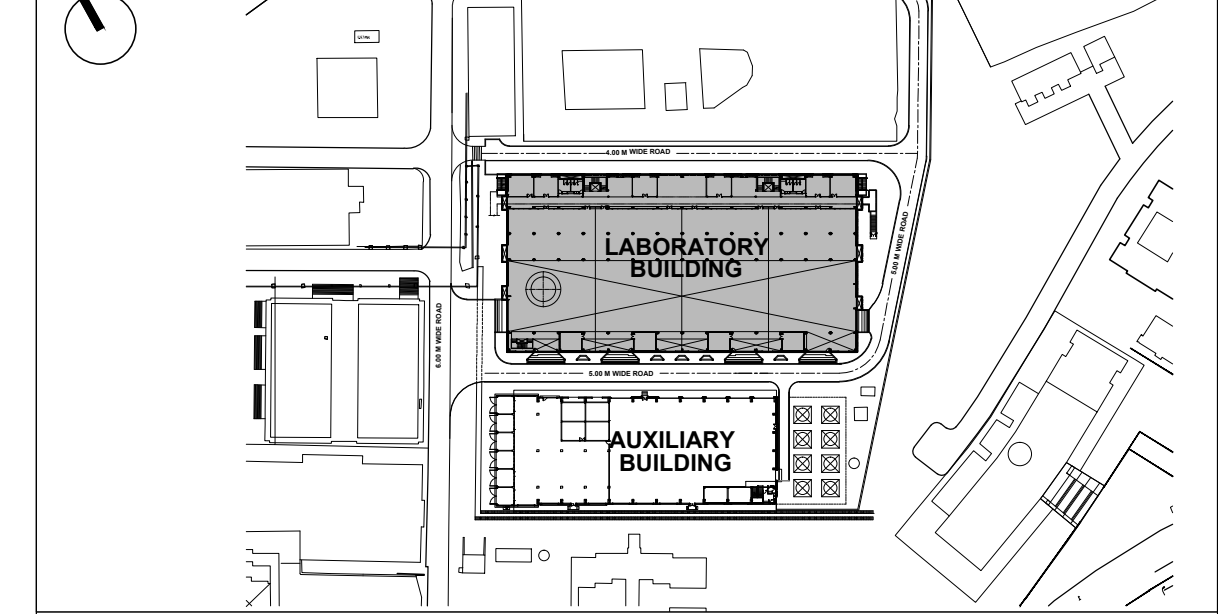 4.00 M WIDE ROAD
LABORATORY
BUILDING
5.00 M WIDE ROAD
6.00 M WIDE ROAD
5.00 M WIDE ROAD
AUXILIARY
BUILDING